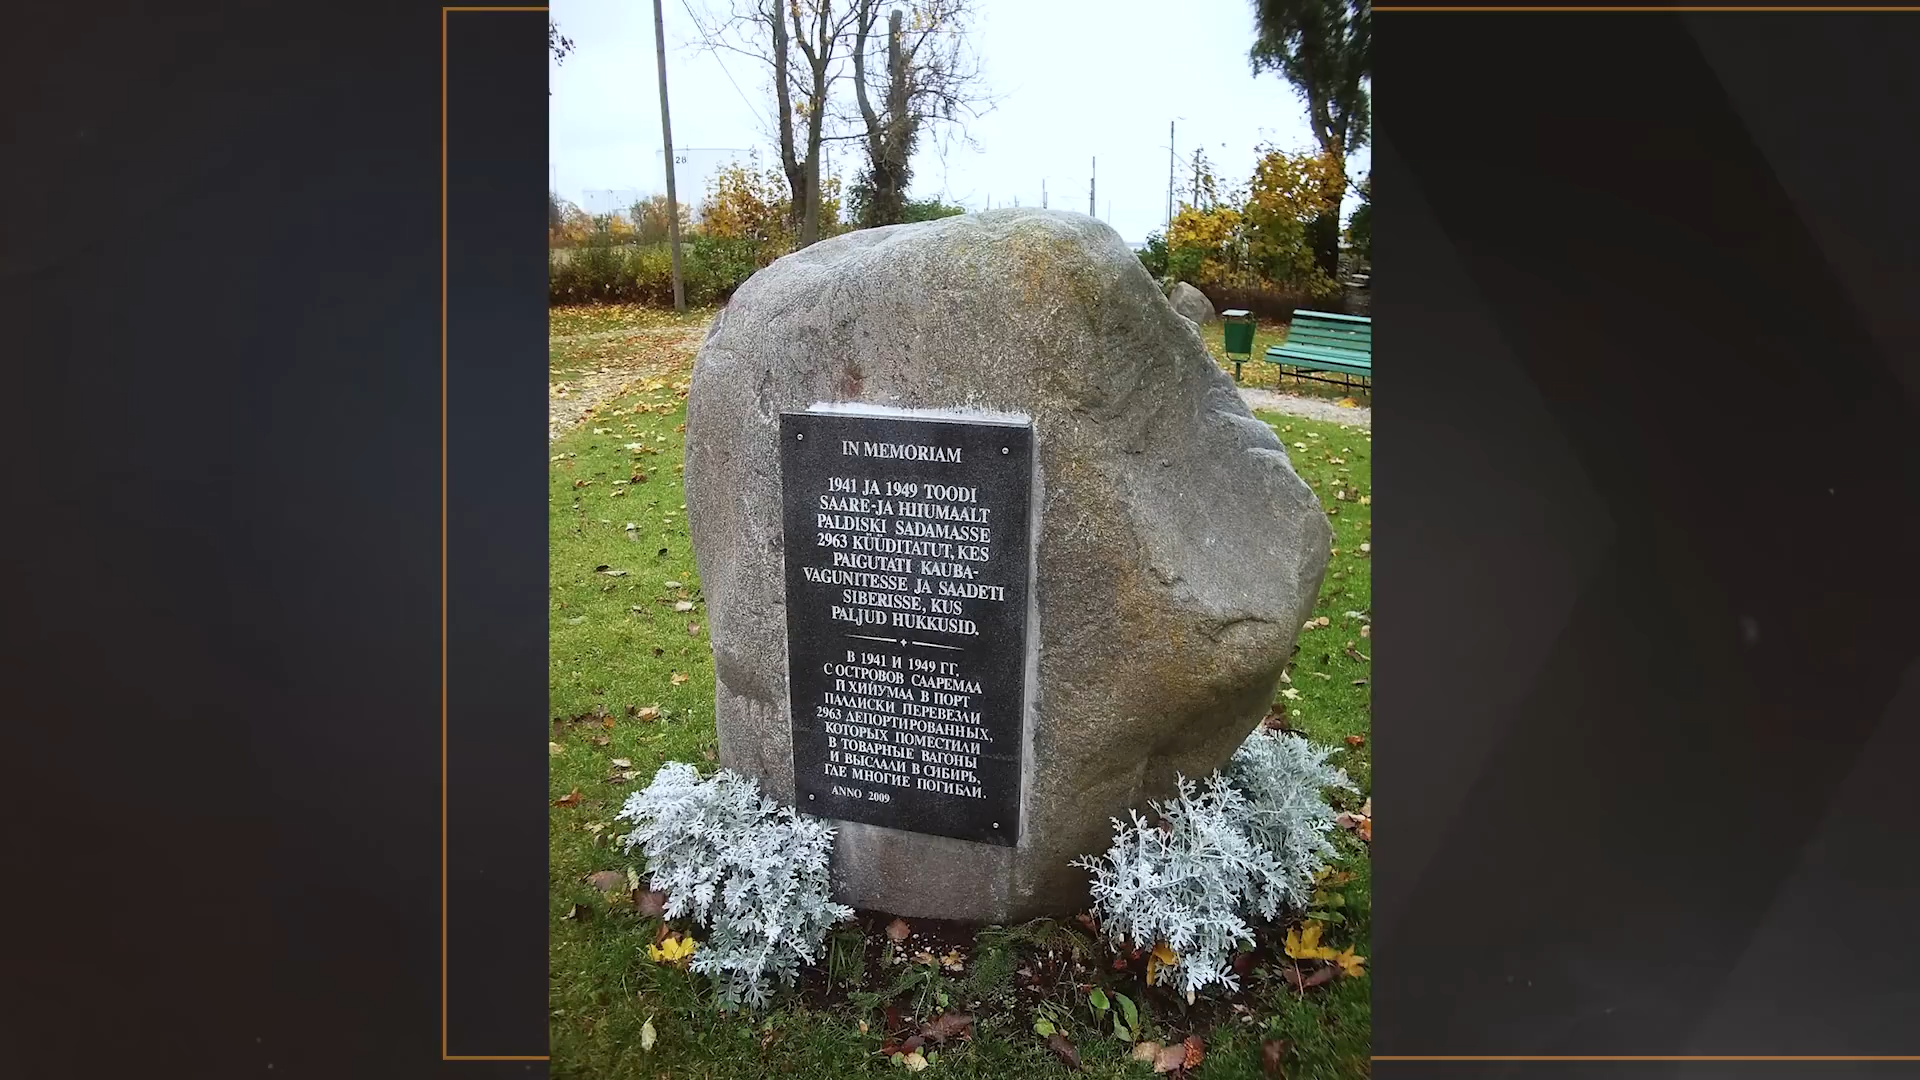 28
IN MEMORIAM
1941 JA 1949 TOODI
SAARE-JA HIIUMAALT
PALDISKI SADAMASSE
2963 KÜÜDITATUT, KES
PAIGUTATI KAUBA-
VAGUNITESSE JA SAADETI
SIBERISSE, KUS
PALJUD HUKKUSID.
В 1941 И 1949 ГГ.
С ОСТРОВОВ СААРЕМАА
И ХИЙУМАА В ПОРТ
ПАЛДИСКИ ПЕРЕВЕЗЛИ
2963 ДЕПОРТИРОВАННЫХ,
КОТОРЫХ ПОМЕСТИЛИ
В ТОВАРНЫЕ ВАГОНЫ
И ВЫСЛАЛИ В СИБИРЬ,
ГДЕ МНОГИЕ ПОГИБЛИ.
ANNO 2009